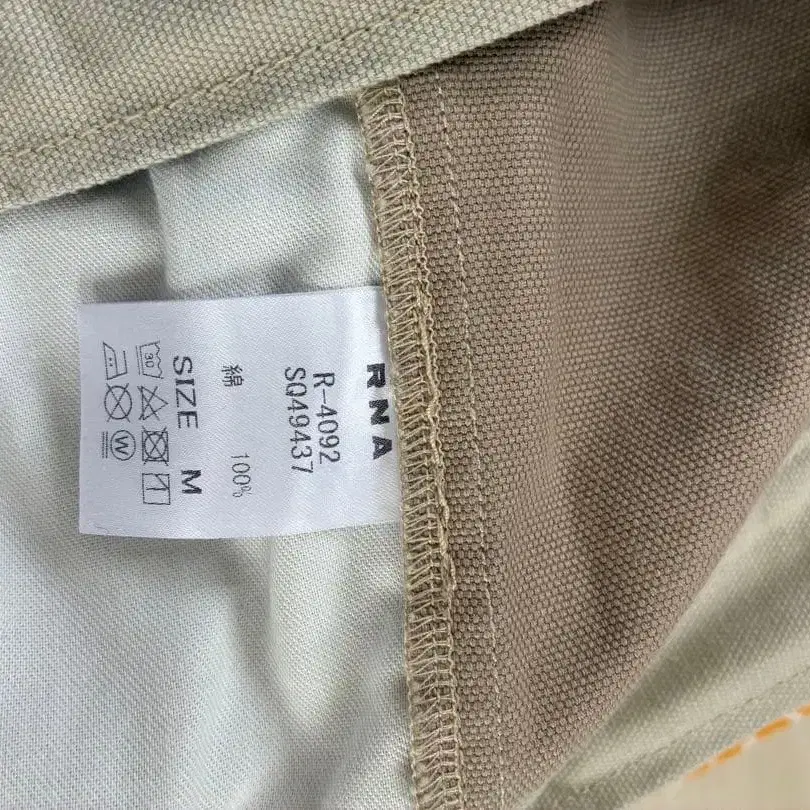 RNA
R-4092
SQ49437
綿 100%
SIZE M
30
W